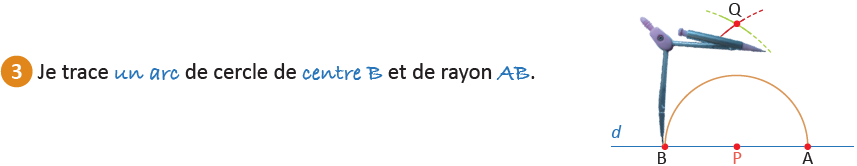 3 Je trace un arc de cercle de centre B et de rayon AB.
Q
d
B P A